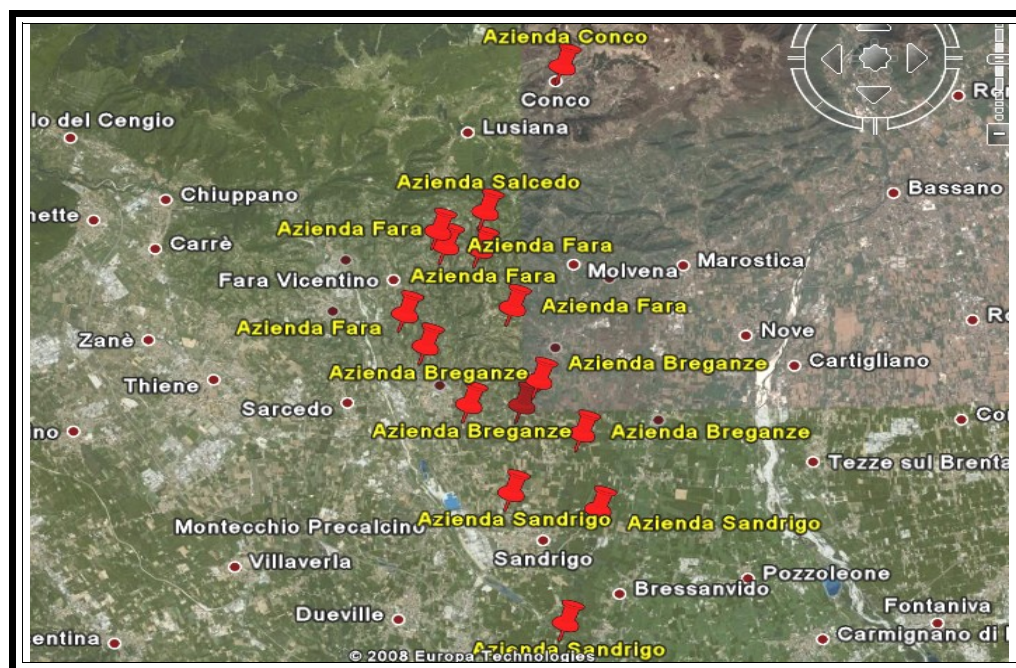 Azienda Conco
Conco
lo del Cengio
Lusiana
Azienda Salcedo
Chiuppano
Bassano
nette
Azienda Fara
Carrè
Azienda Fara
Molvena
Marostica
Fara Vicentino
Azienda Fara
Azienda Fara
Azienda Fara
Nove
Zanè
Azienda Breganze
Cartigliano
Azienda Breganze
Thiene
Sarcedo
Co
no
Azienda Breganze
Azienda Breganze
Tezze sul Brenta
Montecchio Precalcino
Azienda Sandrigo
Azienda Sandrigo
Sandrigo
Villaverla
Pozzoleone
Bressanvido
Fontaniva
Dueville
entina
Carmignano di
Azienda Sandrigo
© 2008 Europa Technologies